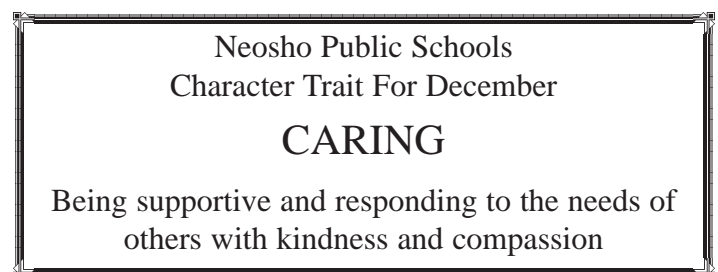 Neosho Public Schools
Character Trait For December
CARING
Being supportive and responding to the needs of
others with kindness and compassion